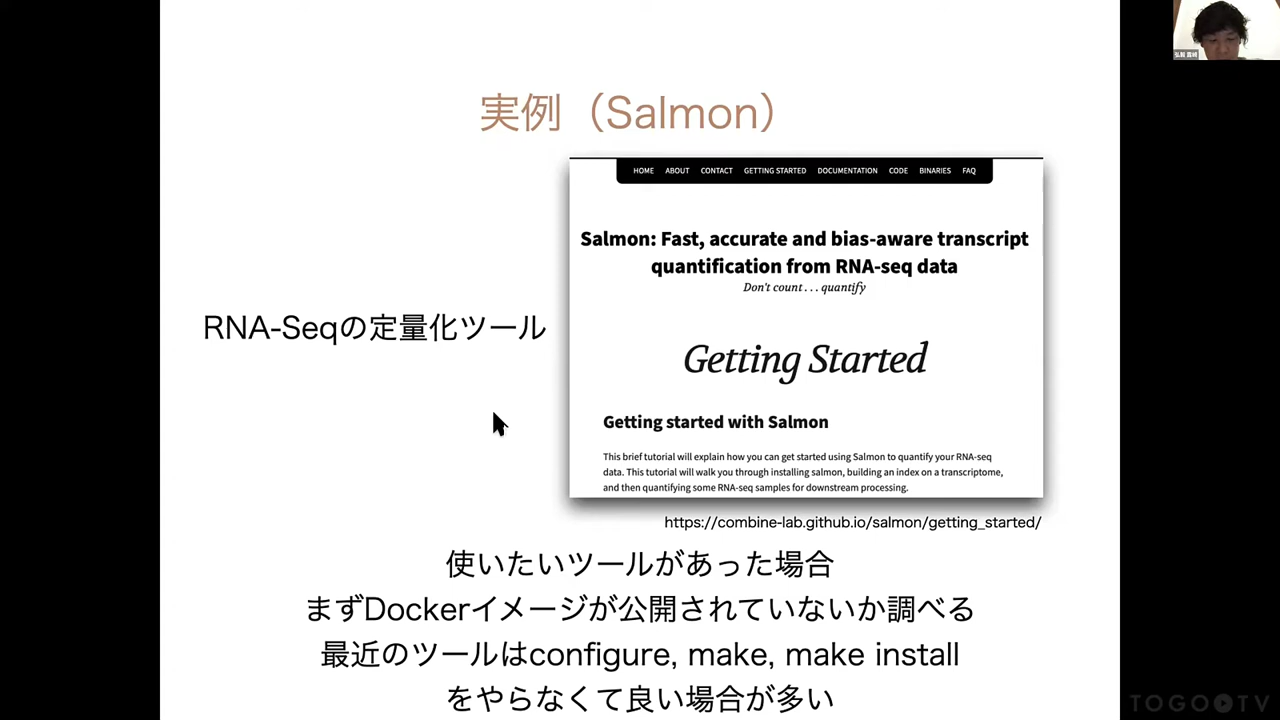 実例（Salmon）
HOME ABOUT CONTACT GETTING STARTED DOCUMENTATION CODE BINARIES FAQ
Salmon: Fast, accurate and bias-aware transcript
quantification from RNA-seq data
Don't count . . . quantify
RNA-Seqの定量化ツール
Getting Started
Getting started with Salmon
This brief tutorial will explain how you can get started using Salmon to quantify your RNA-seq
data. This tutorial will walk you through installing salmon, building an index on a transcriptome,
and then quantifying some RNA-seq samples for downstream processing.
https://combine-lab.github.io/salmon/getting_started/
使いたいツールがあった場合
まずDockerイメージが公開されていないか調べる
最近のツールはconfigure, make, make install
をやらなくて良い場合が多い
TOGO TV